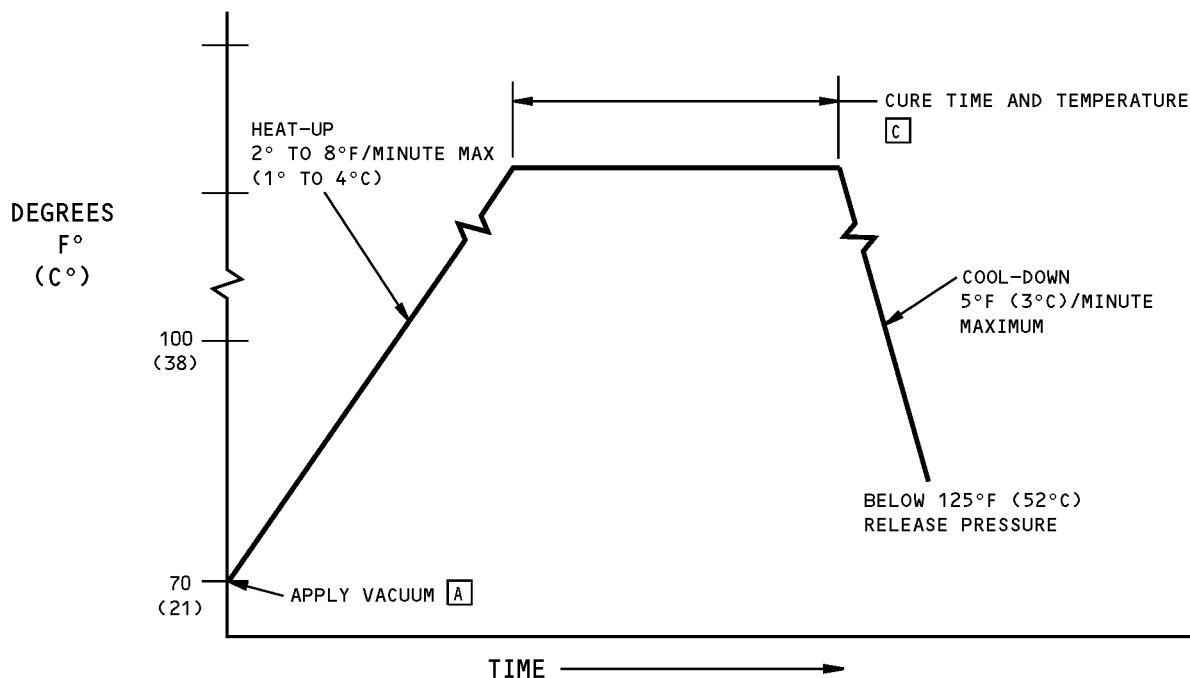 HEAT-UP
2° TO 8°F/MINUTE MAX
(1° TO 4°C)
CURE TIME AND TEMPERATURE
C
DEGREES
F°
(C°)
100
(38)
COOL-DOWN
5°F (3°C)/MINUTE
MAXIMUM
BELOW 125°F (52°C)
RELEASE PRESSURE
70
(21)
APPLY VACUUM A
TIME